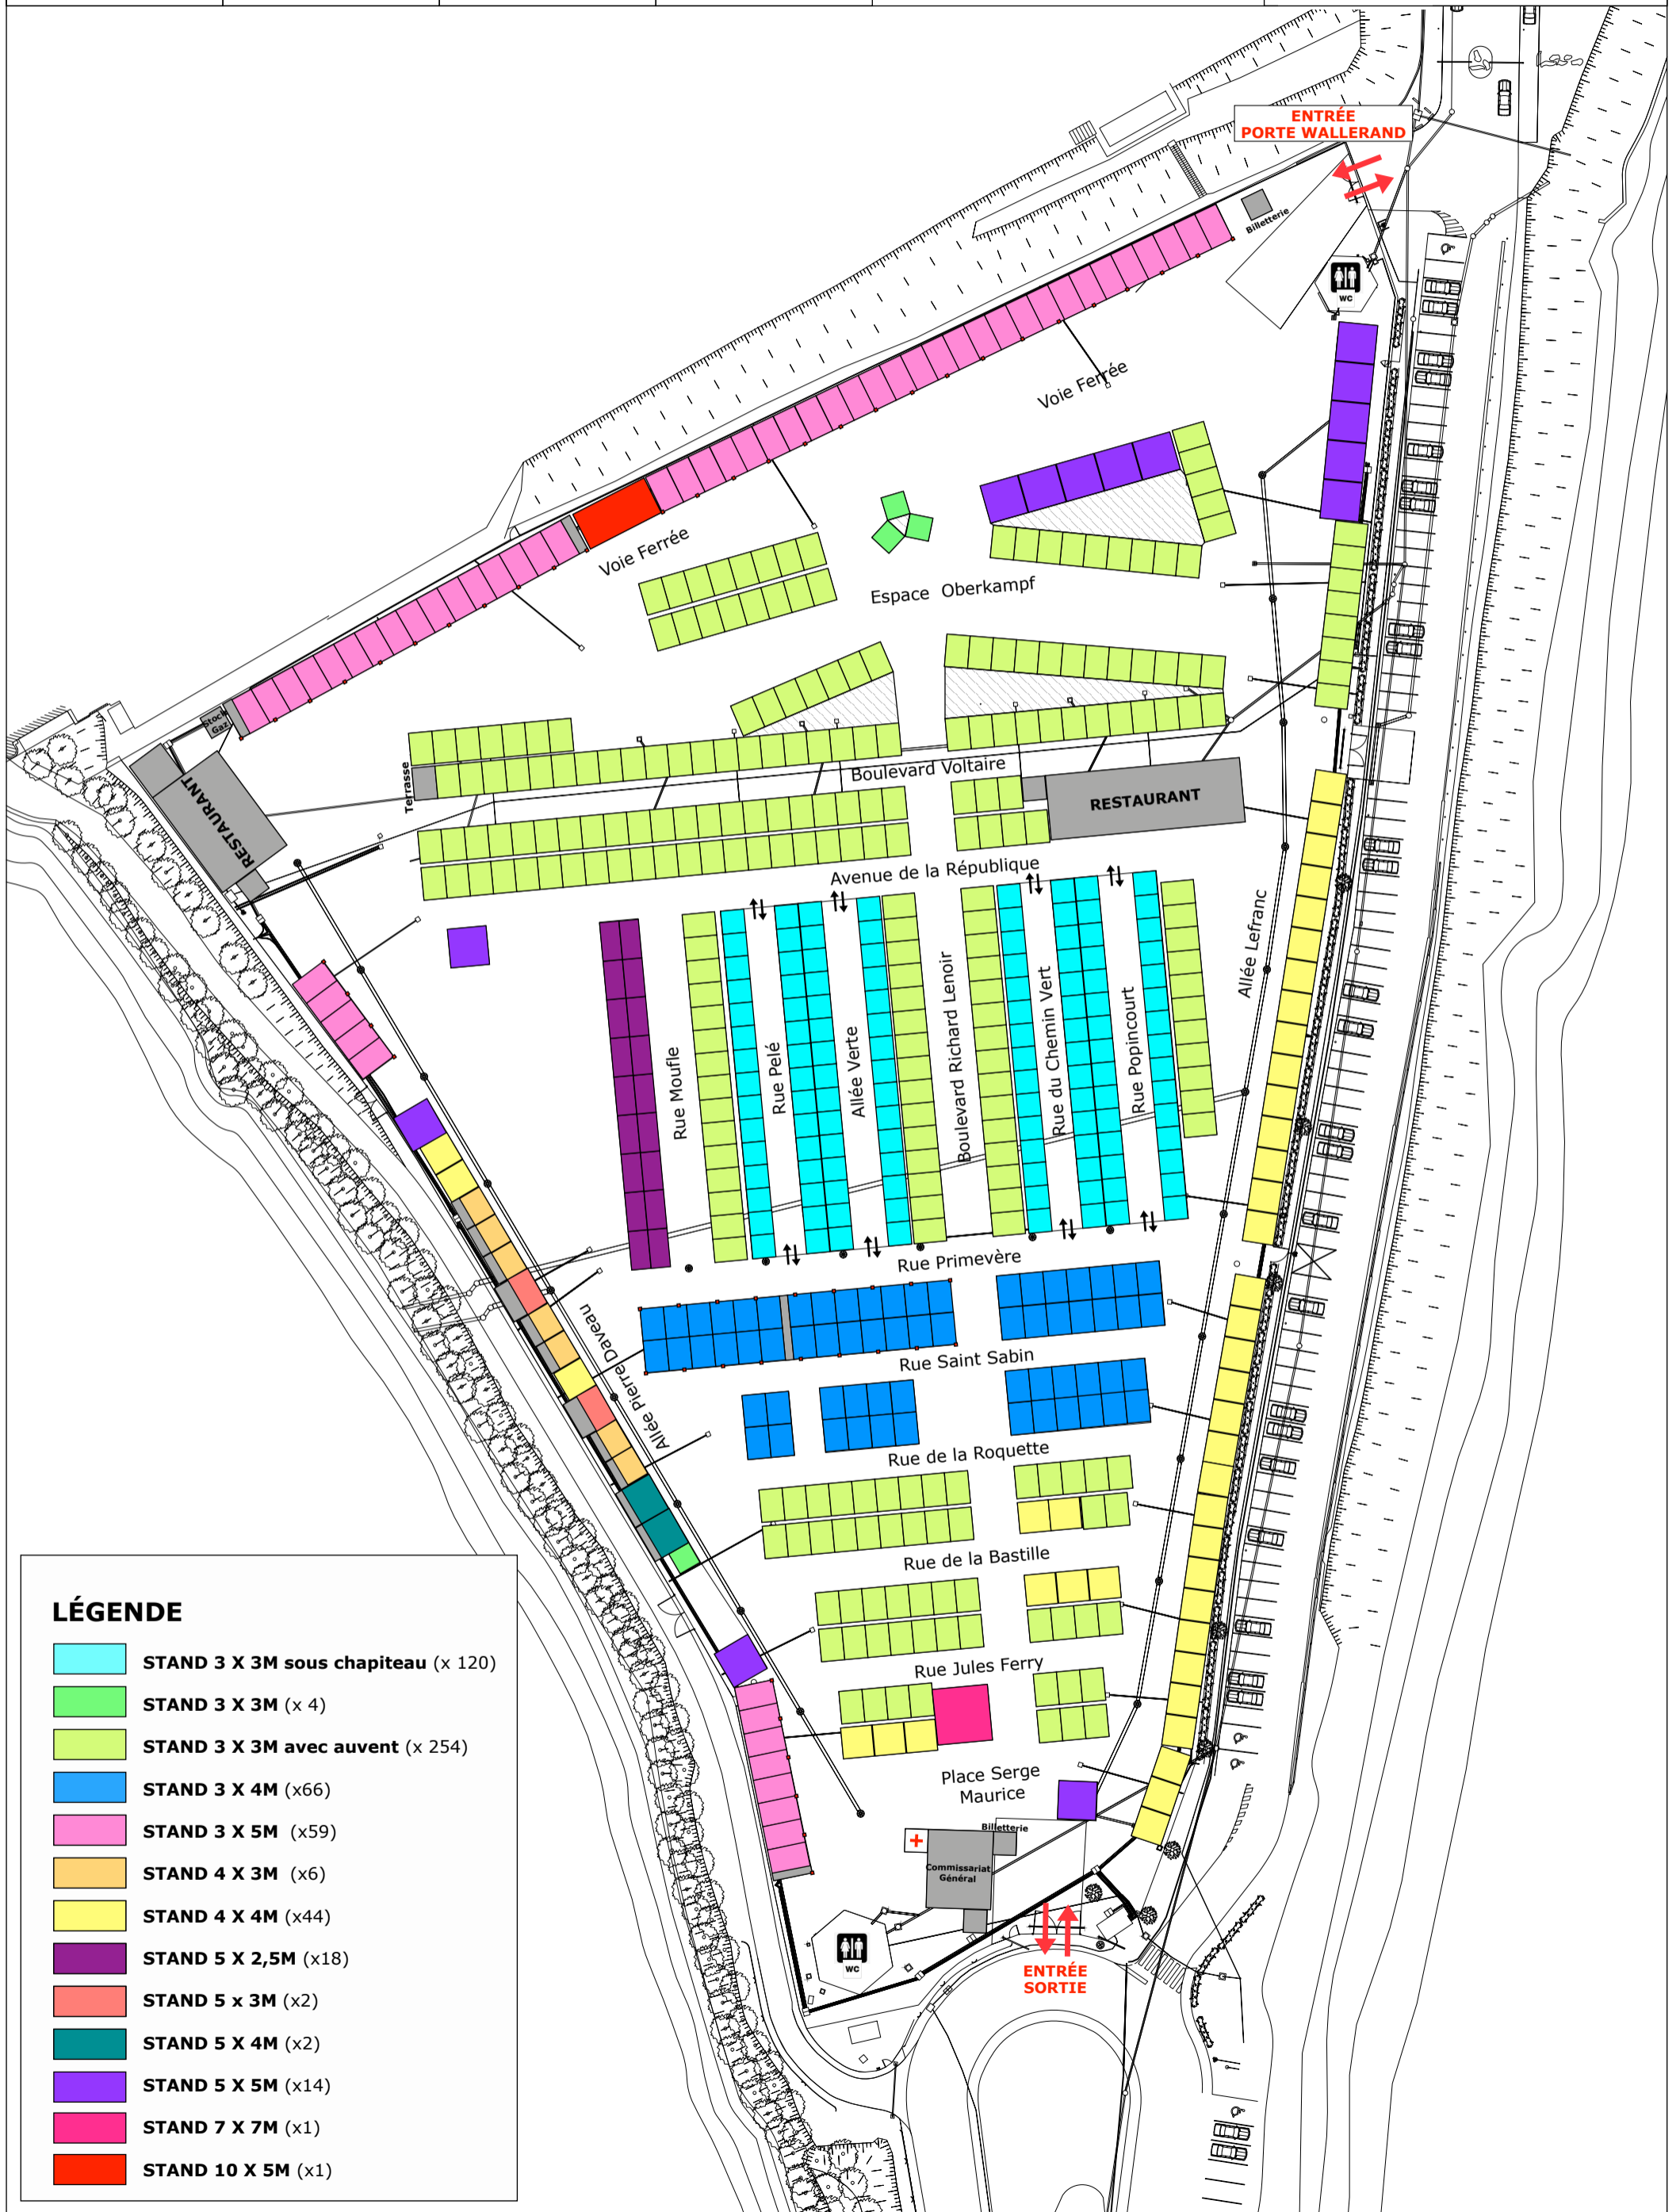 ENTRÉE
PORTE WALLERAND
Billetterie
WC
Voie Ferrée
Voie Ferrée
Espace Oberkampf
Stock
Gaz
RESTAURANT
Terrasse
Boulevard Voltaire
RESTAURANT
Avenue de la République
Allée Lefranc
Rue Moufle
Rue Pelé
Allée Verte
Boulevard Richard Lenoir
Rue du Chemin Vert
Rue Popincourt
Rue Primevère
Allée Pierre Daveau
Rue Saint Sabin
Rue de la Roquette
Rue de la Bastille
Rue Jules Ferry
Place Serge
Maurice
Billetterie
Commissariat
Général
WC
ENTRÉE
SORTIE
LÉGENDE
STAND 3 X 3M sous chapiteau (x 120)
STAND 3 X 3M (x 4)
STAND 3 X 3M avec auvent (x 254)
STAND 3 X 4M (x66)
STAND 3 X 5M (x59)
STAND 4 X 3M (x6)
STAND 4 X 4M (x44)
STAND 5 X 2,5M (x18)
STAND 5 x 3M (x2)
STAND 5 X 4M (x2)
STAND 5 X 5M (x14)
STAND 7 X 7M (x1)
STAND 10 X 5M (x1)